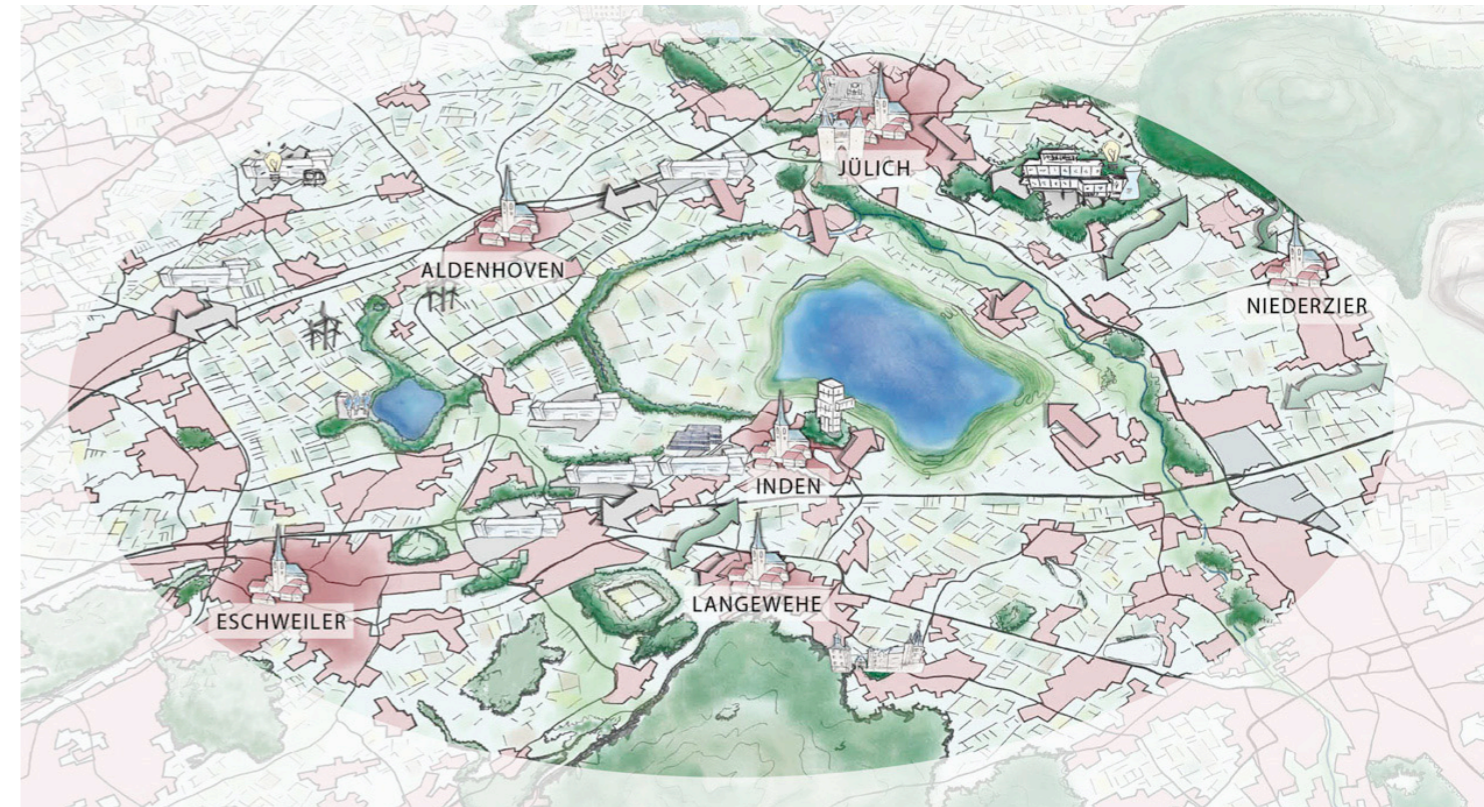 JÜLICH
ALDENHOVEN
NIEDERZIER
INDEN
LANGEWEHE
ESCHWEILER